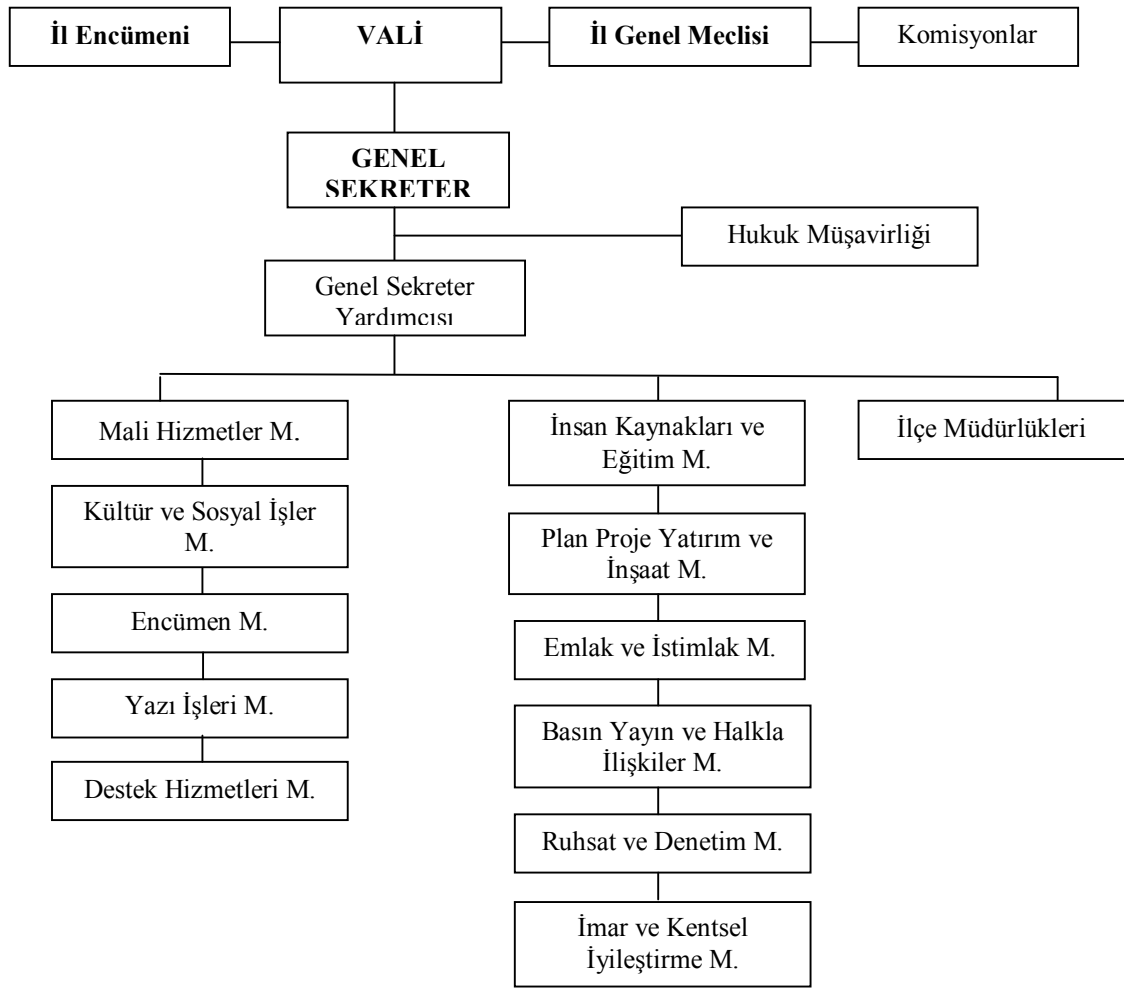 İl Encümeni
VALİ
İl Genel Meclisi
Komisyonlar
GENEL
SEKRETER
Hukuk Müşavirliği
Genel Sekreter
Yardımcısı
Mali Hizmetler M.
Kültür ve Sosyal İşler
M.
Encümen M.
Yazı İşleri M.
Destek Hizmetleri M.
İnsan Kaynakları ve
Eğitim M.
Plan Proje Yatırım ve
İnşaat M.
Emlak ve İstimlak M.
Basın Yayın ve Halkla
İlişkiler M.
Ruhsat ve Denetim M.
İmar ve Kentsel
İyileştirme M.
İlçe Müdürlükleri